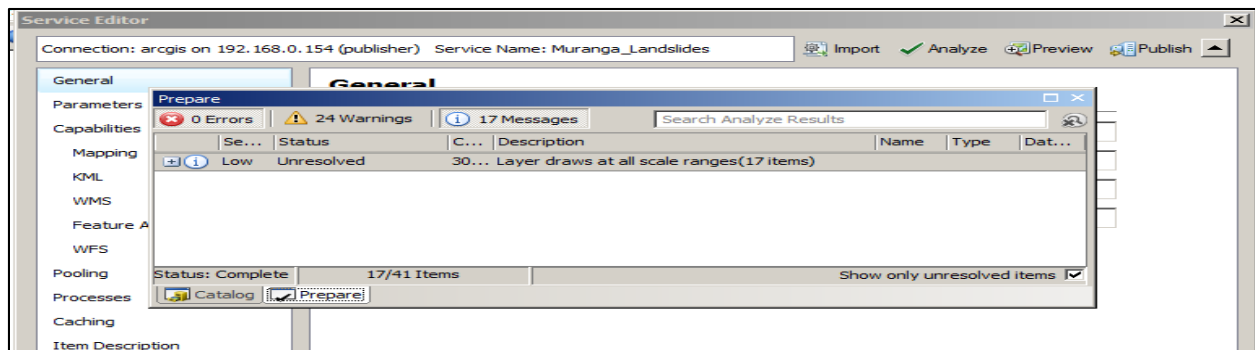 Service Editor
Connection: arcgis on 192.168.0.154 (publisher) Service Name: Muranga_Landslides Import Analyze Preview Publish
General
General
Parameters
Capabilities
Mapping
KML
WMS
Feature A
WFS
Pooling
Processes
Caching
Item Description
Prepare
0 Errors 24 Warnings 17 Messages Search Analyze Results
Se... Status C... Description Name Type Dat...
Low Unresolved 30... Layer draws at all scale ranges(17 items)
Status: Complete 17/41 Items Show only unresolved items
Catalog Prepare